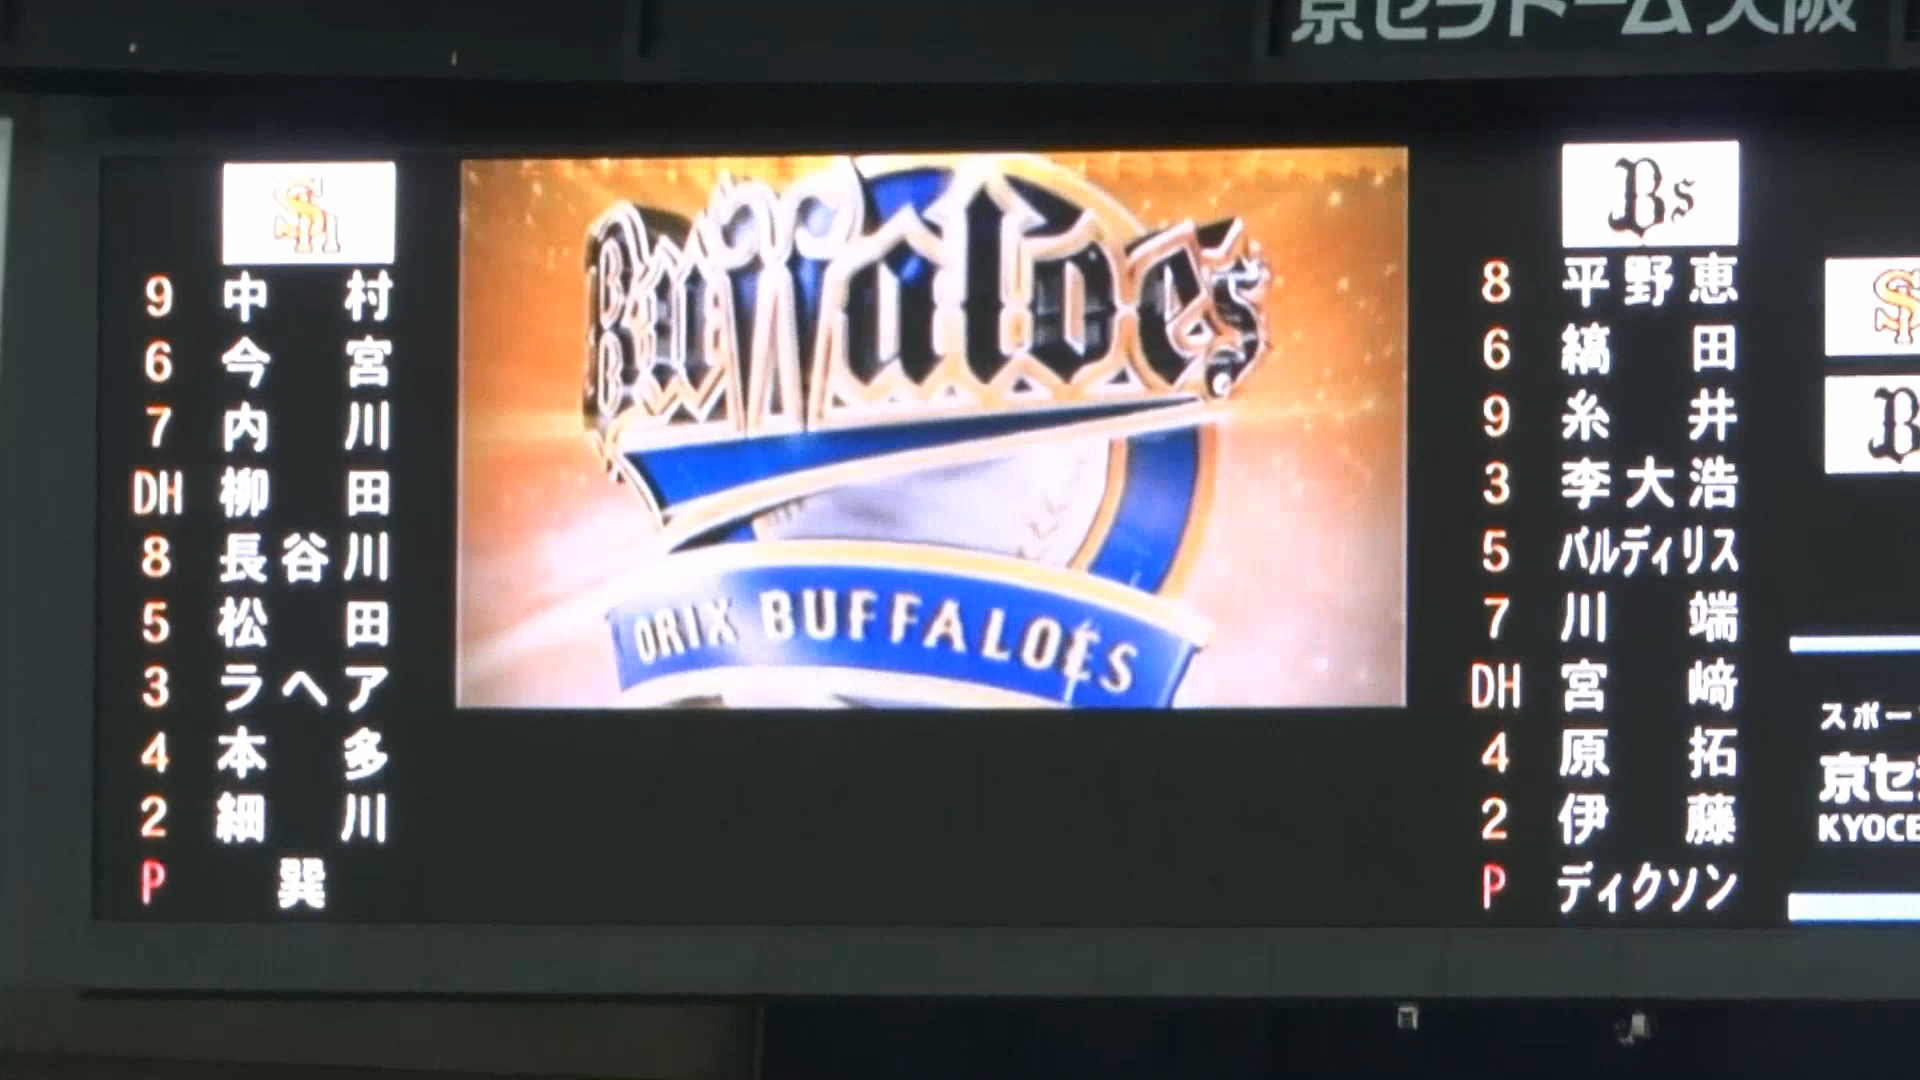 京セラドーム大阪
SH
9 中村
6 今宮
7 内川
DH 柳田
8 長谷川
5 松田
3 ラヘア
4 本多
2 細川
P 巽
Buffaloes
ORIX BUFFALOES
Bs
8 平野恵
6 縞田
9 糸井
3 李大浩
5 バルディリス
7 川端
DH 宮﨑
4 原拓
2 伊藤
P ディクソン
SH
B
スポー
京セ
KYOCE